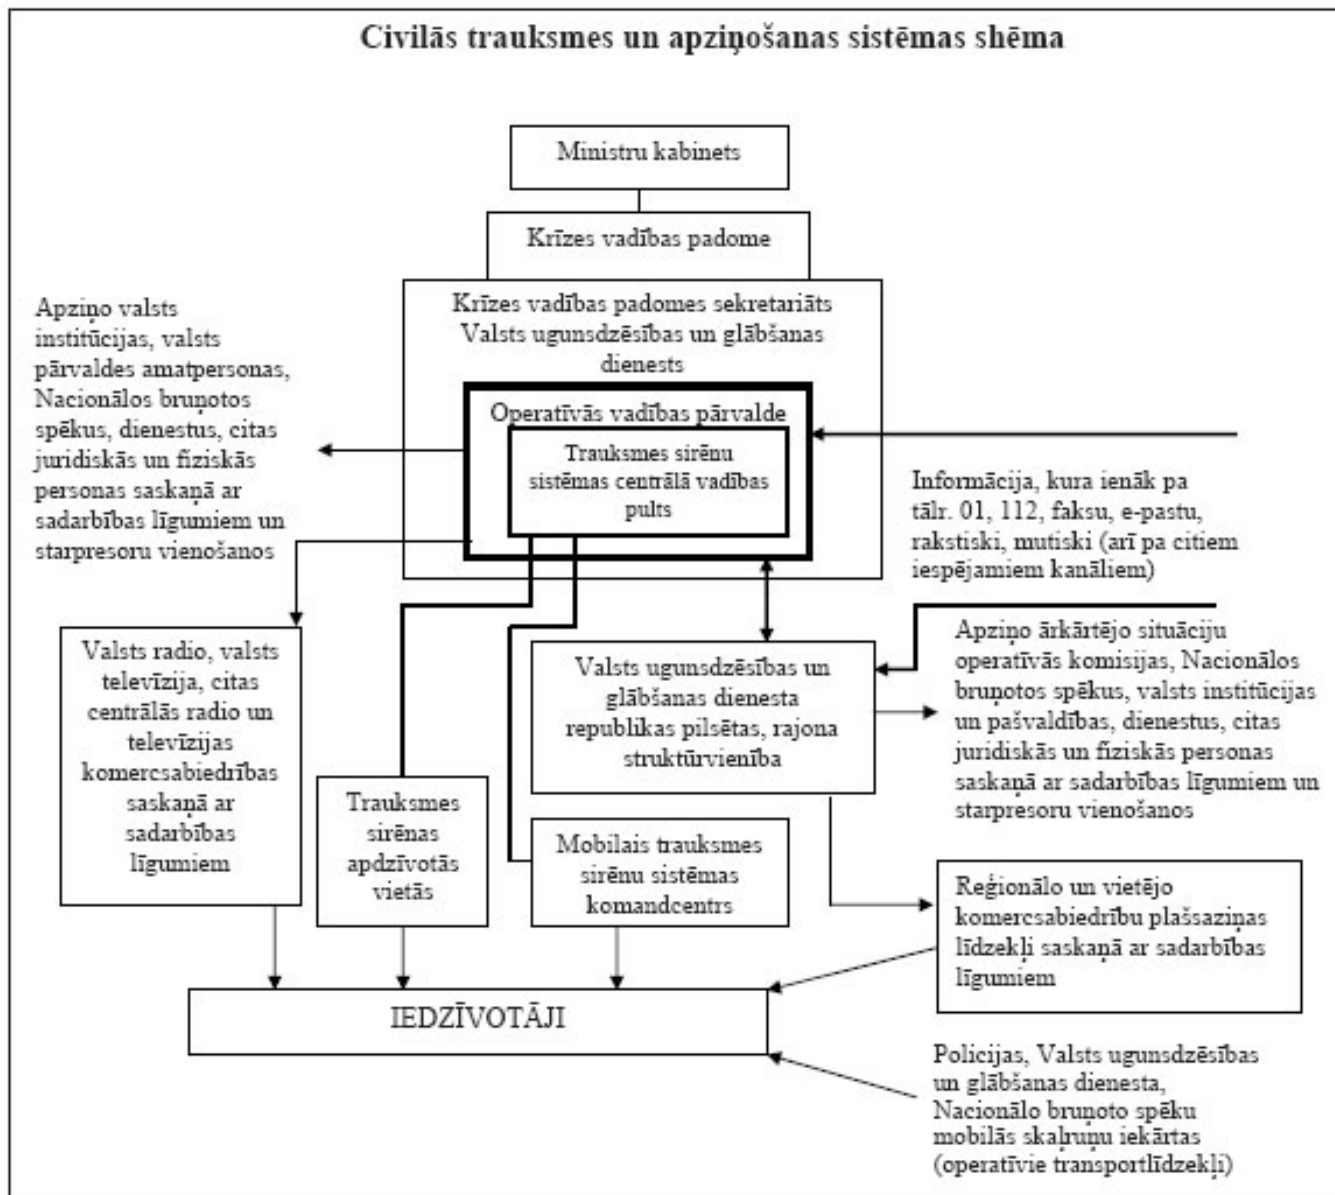 Civilās trauksmes un apziņošanas sistēmas shēma
Ministru kabinets
Krīzes vadības padome
Krīzes vadības padomes sekretariāts
Valsts ugunsdzēsības un glābšanas
dienests
Operatīvās vadības pārvalde
Trauksmes sirēnu
sistēmas centrālā vadības
pults
Apziņo valsts
institūcijas, valsts
pārvaldes amatpersonas,
Nacionālos bruņotos
spēkus, dienestus, citas
juridiskās un fiziskās
personas saskaņā ar
sadarbības līgumiem un
starpresoru vienošanos
Informācija, kura ienāk pa
tālr. 01, 112, faksu, e-pastu,
rakstiski, mutiski (arī pa citiem
iespējamiem kanāliem)
Valsts radio, valsts
televīzija, citas
centrālās radio un
televīzijas
komercsabiedrības
saskaņā ar
sadarbības
līgumiem
Trauksmes
sirēnas
apdzīvotās
vietās
Valsts ugunsdzēsības un
glābšanas dienesta
republikas pilsētas, rajona
struktūrvienība
Mobilais trauksmes
sirēnu sistēmas
komandcentrs
Apziņo ārkārtējo situāciju
operatīvās komisijas, Nacionālos
bruņotos spēkus, valsts institūcijas
un pašvaldības, dienestus, citas
juridiskās un fiziskās personas
saskaņā ar sadarbības līgumiem un
starpresoru vienošanos
Reģionālo un vietējo
komercsabiedrību plašsaziņas
līdzekļi saskaņā ar sadarbības
līgumiem
IEDZĪVOTĀJI
Policijas, Valsts ugunsdzēsības
un glābšanas dienesta,
Nacionālo bruņoto spēku
mobilās skaļruņu iekārtas
(operatīvie transportlīdzekļi)